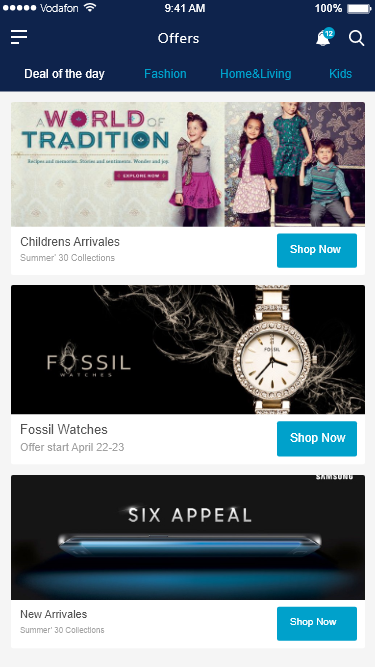 Vodafon
9:41 AM
100%
Offers
12
Deal of the day
Fashion
Home&Living
Kids
A WORLD OF
TRADITION
Recipes and memories. Stories and sentiments. Wonder and joy.
EXPLORE NOW
Childrens Arrivales
Summer' 30 Collections
Shop Now
FOSSIL
WATCHES
FOSSIL
Fossil Watches
Offer start April 22-23
Shop Now
SAMSUNG
SIX APPEAL
New Arrivales
Summer' 30 Collections
Shop Now